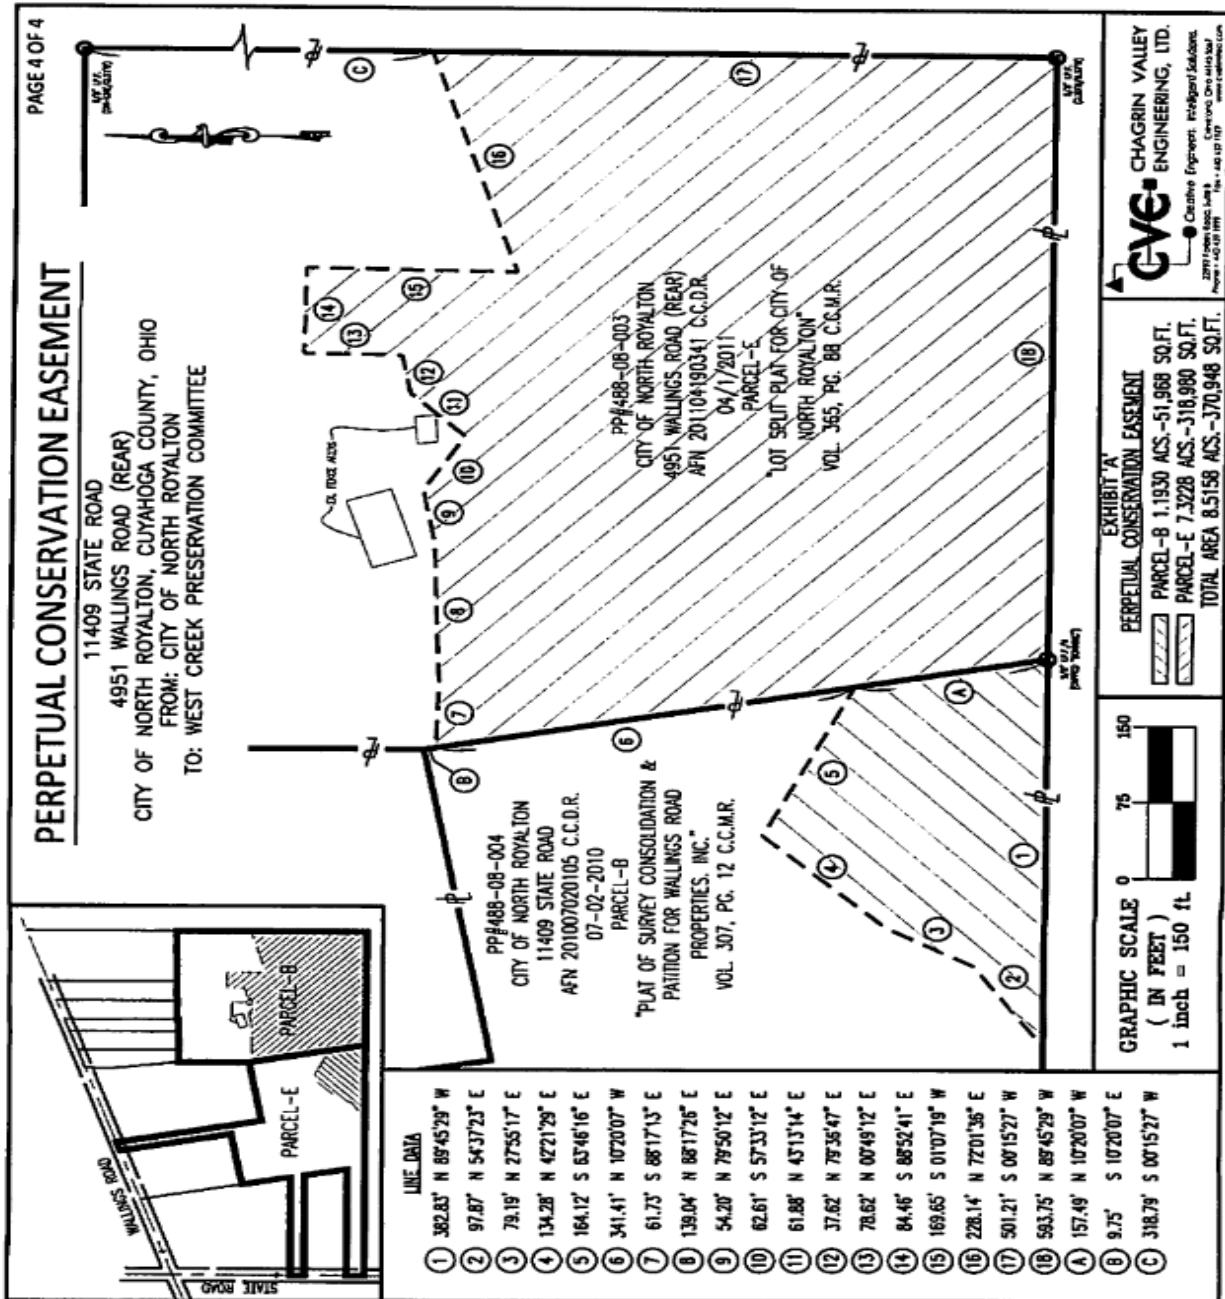 PAGE 4 OF 4
PERPETUAL CONSERVATION EASEMENT
11409 STATE ROAD
4951 WALLINGS ROAD (REAR)
CITY OF NORTH ROYALTON, CUYAHOGA COUNTY, OHIO
FROM: CITY OF NORTH ROYALTON
TO: WEST CREEK PRESERVATION COMMITTEE
WALLINGS ROAD
STATE ROAD
PARCEL-B
PARCEL-E
PP#488-08-004
CITY OF NORTH ROYALTON
11409 STATE ROAD
AFN 201007020105 C.C.D.R.
07-02-2010
PARCEL-B
"PLAT OF SURVEY CONSOLIDATION &
PATITION FOR WALLINGS ROAD
PROPERTIES, INC."
VOL. 307, PG. 12 C.C.M.R.
PP#488-08-003
CITY OF NORTH ROYALTON
4951 WALLINGS ROAD (REAR)
AFN 201104190341 C.C.D.R.
04/1/2011
PARCEL-E
"LOT SPLIT PLAT FOR CITY OF
NORTH ROYALTON"
VOL. 365, PG. 88 C.C.M.R.
LINE DATA
1 382.83' N 89'45'29" W
2 97.87' N 54'37'23" E
3 79.19' N 27'55'17" E
4 134.28' N 42'21'29" E
5 164.12' S 63'46'16" E
6 341.41' N 10'20'07" W
7 61.73' S 88'17'13" E
8 139.04' N 88'17'26" E
9 54.20' N 79'50'12" E
10 62.61' S 57'33'12" E
11 61.88' N 43'13'14" E
12 37.62' N 79'36'47" E
13 78.62' N 00'49'12" E
14 84.46' S 88'52'41" E
15 169.65' S 01'07'19" W
16 228.14' N 72'01'36" E
17 501.21' S 00'15'27" W
18 593.75' N 89'45'29" W
A 157.49' N 10'20'07" W
B 9.75' S 10'20'07" E
C 318.79' S 00'15'27" W
GRAPHIC SCALE
0 75 150
( IN FEET )
1 inch = 150 ft.
EXHIBIT 'A'
PERPETUAL CONSERVATION EASEMENT
PARCEL-B 1.1930 ACS.-51,968 SQ.FT.
PARCEL-E 7.3228 ACS.-318,980 SQ.FT.
TOTAL AREA 8.5158 ACS.-370,948 SQ.FT.
CVE
CHAGRIN VALLEY
ENGINEERING, LTD.
Creative Engineers. Intelligent Solutions.